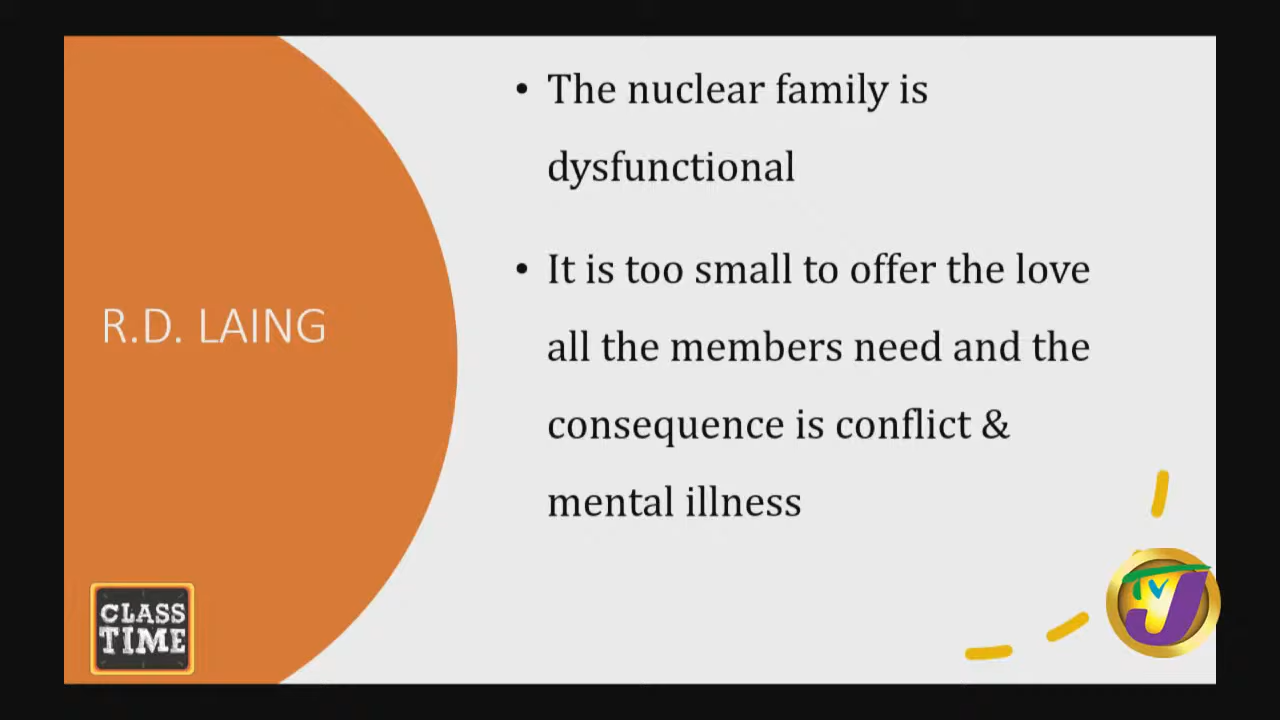 • The nuclear family is
dysfunctional
• It is too small to offer the love
all the members need and the
consequence is conflict &
mental illness
R.D. LAING
CLASS
TIME
TVJ